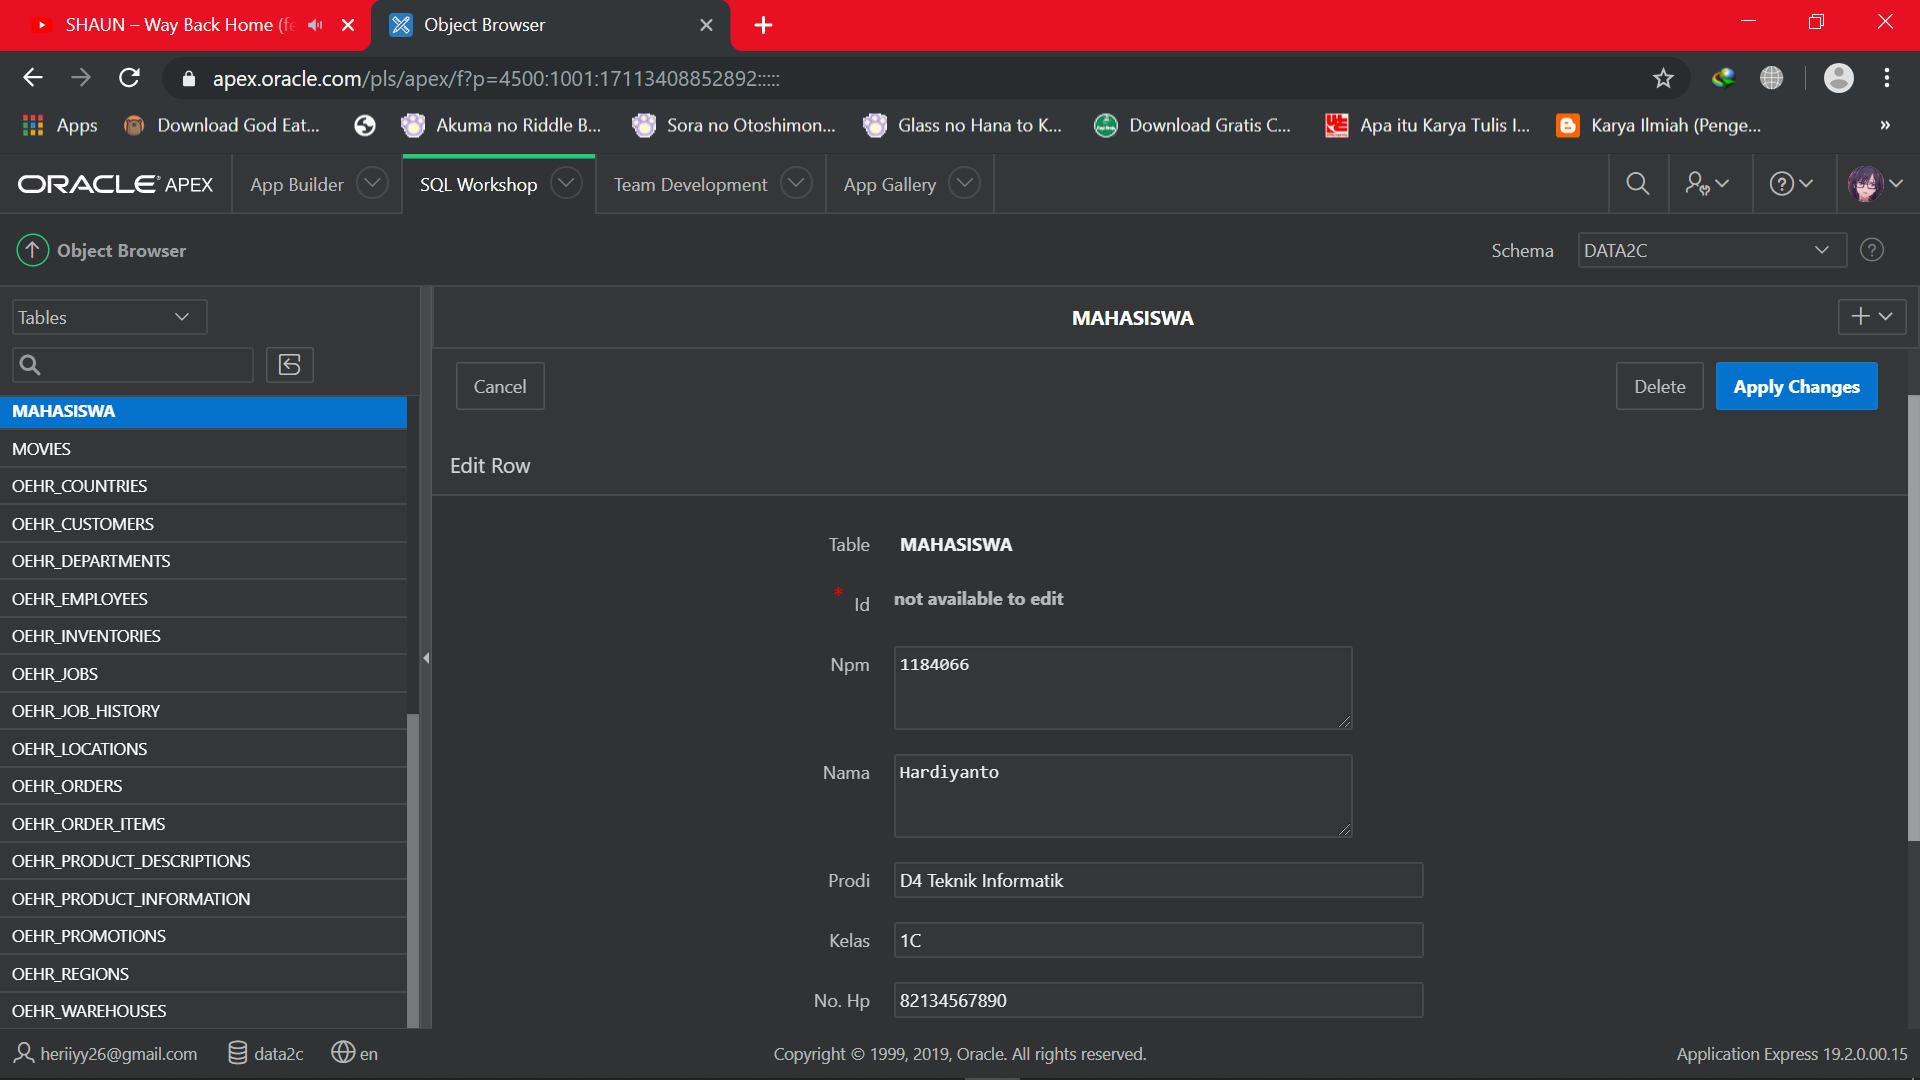 SHAUN – Way Back Home (fe
Object Browser
apex.oracle.com/pls/apex/f?p=4500:1001:17113408852892:::::
Apps
Download God Eat...
Akuma no Riddle B...
Sora no Otoshimon...
Glass no Hana to K...
Download Gratis C...
Apa itu Karya Tulis I...
Karya Ilmiah (Penge...
»
ORACLE® APEX
App Builder
SQL Workshop
Team Development
App Gallery
Object Browser
Schema
DATA2C
Tables
MAHASISWA
MOVIES
OEHR_COUNTRIES
OEHR_CUSTOMERS
OEHR_DEPARTMENTS
OEHR_EMPLOYEES
OEHR_INVENTORIES
OEHR_JOBS
OEHR_JOB_HISTORY
OEHR_LOCATIONS
OEHR_ORDERS
OEHR_ORDER_ITEMS
OEHR_PRODUCT_DESCRIPTIONS
OEHR_PRODUCT_INFORMATION
OEHR_PROMOTIONS
OEHR_REGIONS
OEHR_WAREHOUSES
MAHASISWA
Cancel
Delete
Apply Changes
Edit Row
Table MAHASISWA
* Id not available to edit
Npm 1184066
Nama Hardiyanto
Prodi D4 Teknik Informatik
Kelas 1C
No. Hp 82134567890
heriiyy26@gmail.com
data2c
en
Copyright © 1999, 2019, Oracle. All rights reserved.
Application Express 19.2.0.00.15